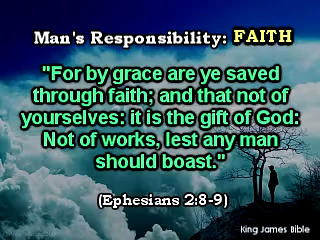 Man's Responsibility: FAITH
"For by grace are ye saved
through faith; and that not of
yourselves: it is the gift of God:
Not of works, lest any man
should boast."
(Ephesians 2:8-9)
King James Bible